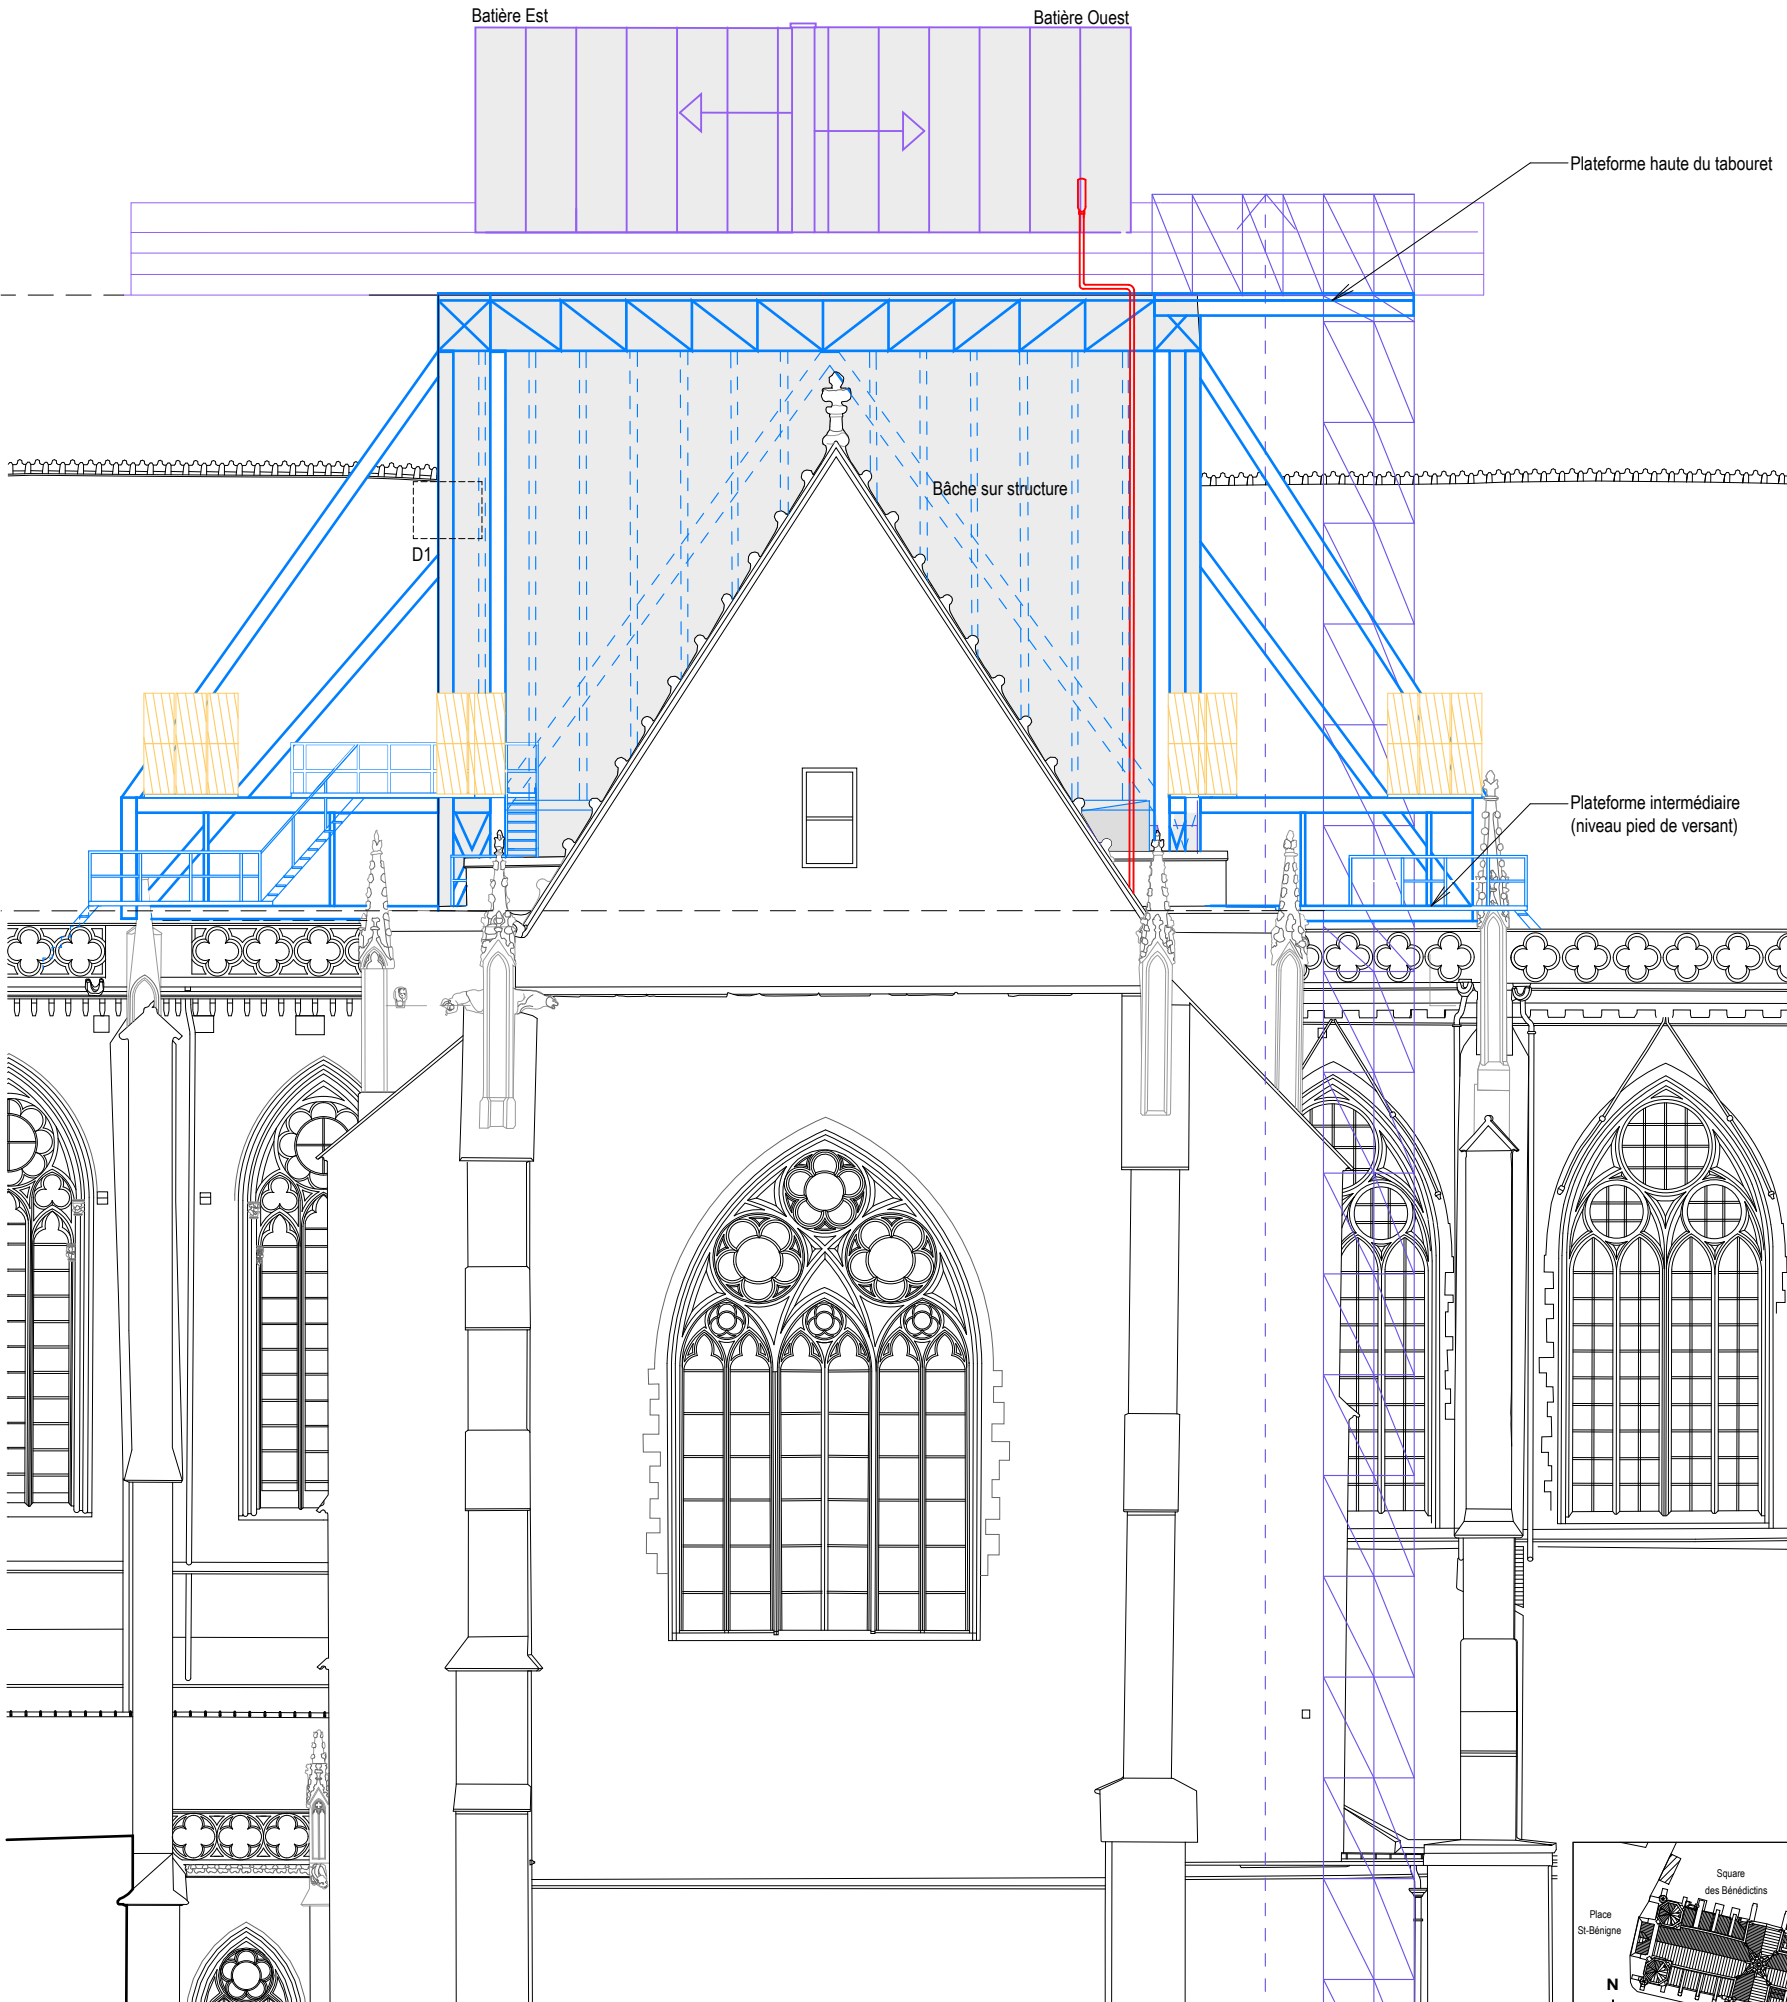 Batière Est
Batière Ouest
Plateforme haute du tabouret
Bâche sur structure
D1
Plateforme intermédiaire
(niveau pied de versant)
Square
des Bénédictins
Place
St-Bénigne
N